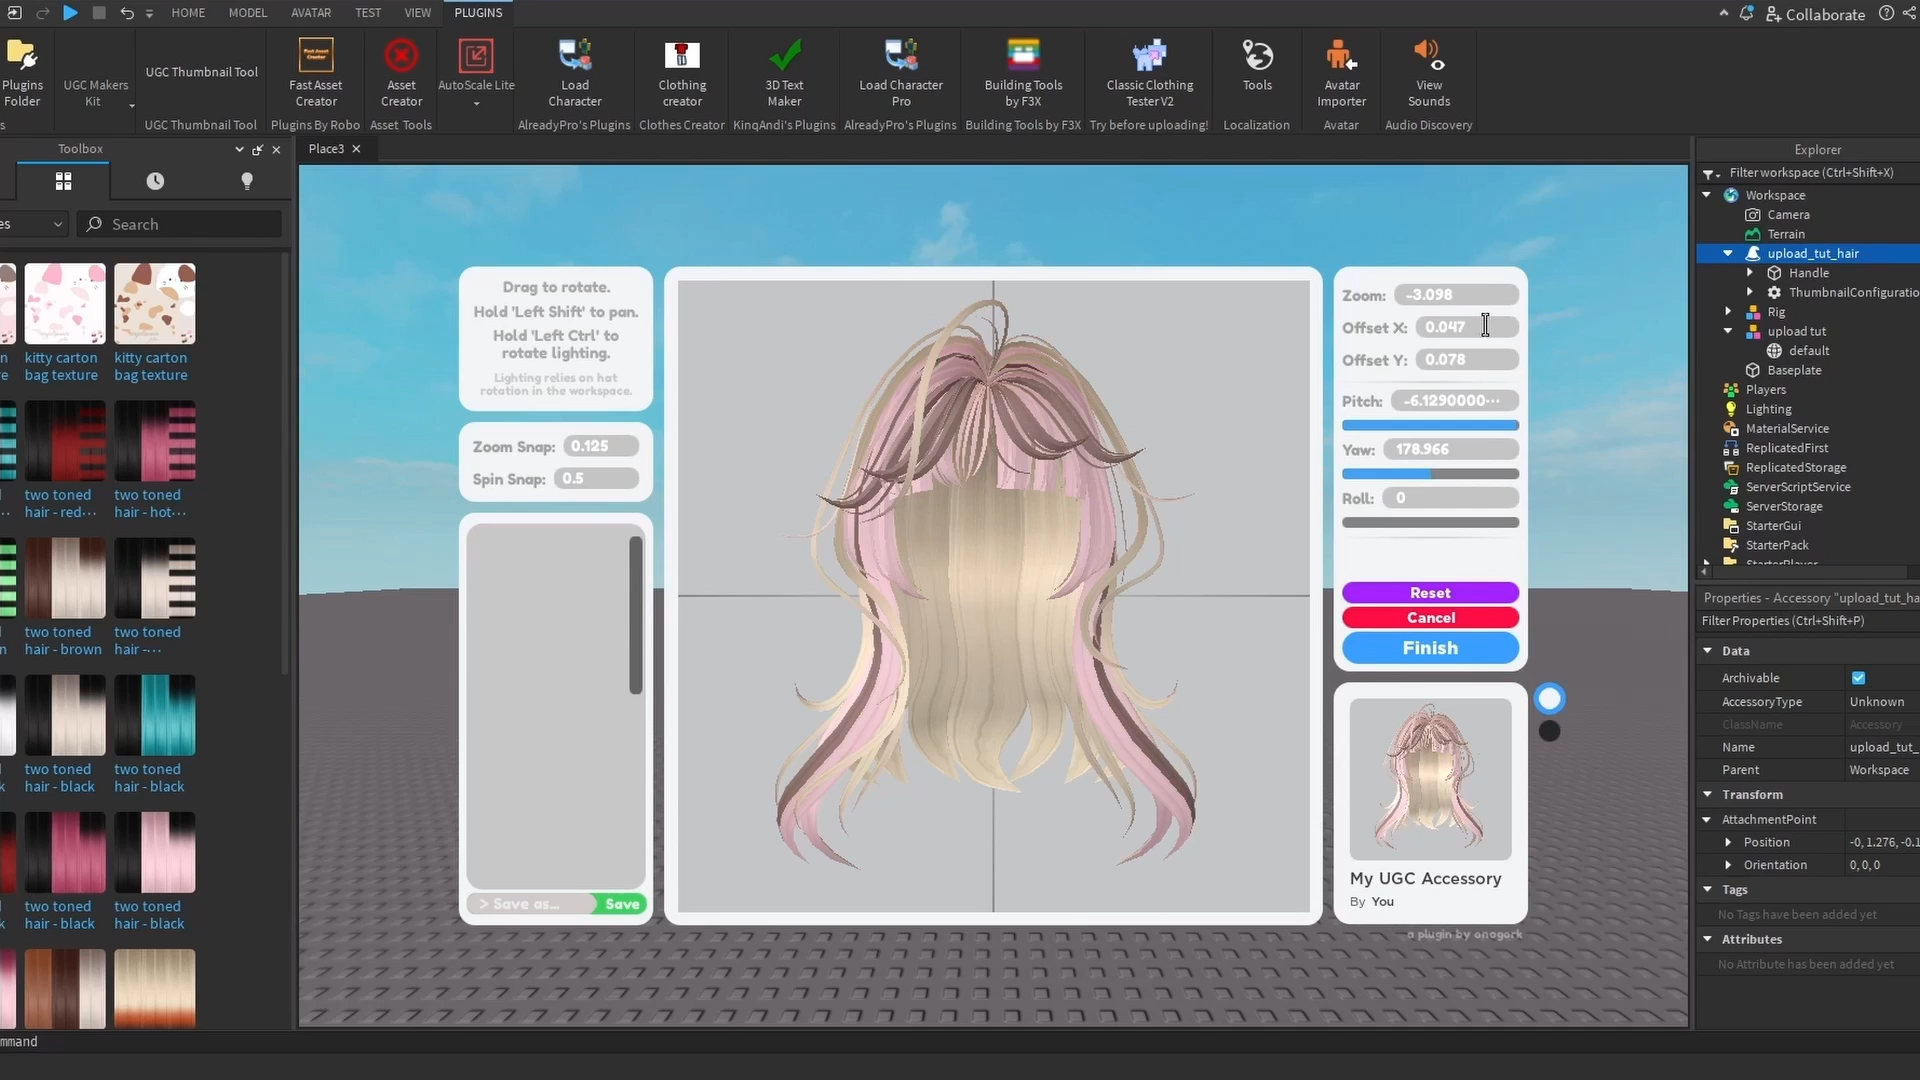 HOME
MODEL
AVATAR
TEST
VIEW
PLUGINS
Collaborate
Plugins
Folder
UGC Makers
Kit
UGC Thumbnail Tool
Fast Asset
Creator
Asset
Creator
AutoScale Lite
Load
Character
Clothing
creator
3D Text
Maker
Load Character
Pro
Building Tools
by F3X
Classic Clothing
Tester V2
Tools
Avatar
Importer
View
Sounds
s
UGC Thumbnail Tool
Plugins By Robo
Asset Tools
AlreadyPro's Plugins
Clothes Creator
KinqAndi's Plugins
AlreadyPro's Plugins
Building Tools by F3X
Try before uploading!
Localization
Avatar
Audio Discovery
Toolbox
es
Search
kitty carton
bag texture
kitty carton
bag texture
two toned
hair - red···
two toned
hair - hot···
two toned
hair - brown
two toned
hair -···
two toned
hair - black
two toned
hair - black
two toned
hair - black
two toned
hair - black
mmand
Place3
Drag to rotate.
Hold 'Left Shift' to pan.
Hold 'Left Ctrl' to
rotate lighting.
Lighting relies on hat
rotation in the workspace.
Zoom Snap: 0.125
Spin Snap: 0.5
> Save as...
Save
Zoom: -3.098
Offset X: 0.047
Offset Y: 0.078
Pitch: -6.1290000···
Yaw: 178.966
Roll: 0
Reset
Cancel
Finish
My UGC Accessory
By You
a plugin by onogork
Explorer
Filter workspace (Ctrl+Shift+X)
Workspace
Camera
Terrain
upload_tut_hair
Handle
ThumbnailConfiguratio
Rig
upload tut
default
Baseplate
Players
Lighting
MaterialService
ReplicatedFirst
ReplicatedStorage
ServerScriptService
ServerStorage
StarterGui
StarterPack
StarterPlayer
Properties - Accessory "upload_tut_ha
Filter Properties (Ctrl+Shift+P)
Data
Archivable
AccessoryType Unknown
ClassName Accessory
Name upload_tut_
Parent Workspace
Transform
AttachmentPoint
Position -0, 1.276, -0.1
Orientation 0,0,0
Tags
No Tags have been added yet
Attributes
No Attribute has been added yet